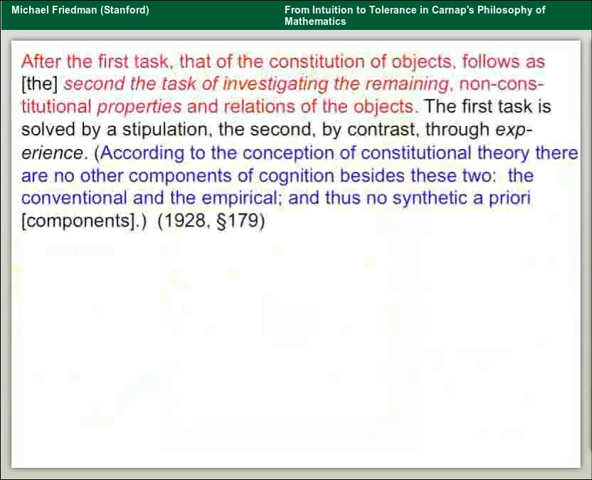 Michael Friedman (Stanford)
From Intuition to Tolerance in Carnap's Philosophy of
Mathematics
After the first task, that of the constitution of objects, follows as
[the] second the task of investigating the remaining, non-cons-
titutional properties and relations of the objects. The first task is
solved by a stipulation, the second, by contrast, through exp-
erience. (According to the conception of constitutional theory there
are no other components of cognition besides these two: the
conventional and the empirical; and thus no synthetic a priori
[components].) (1928, §179)